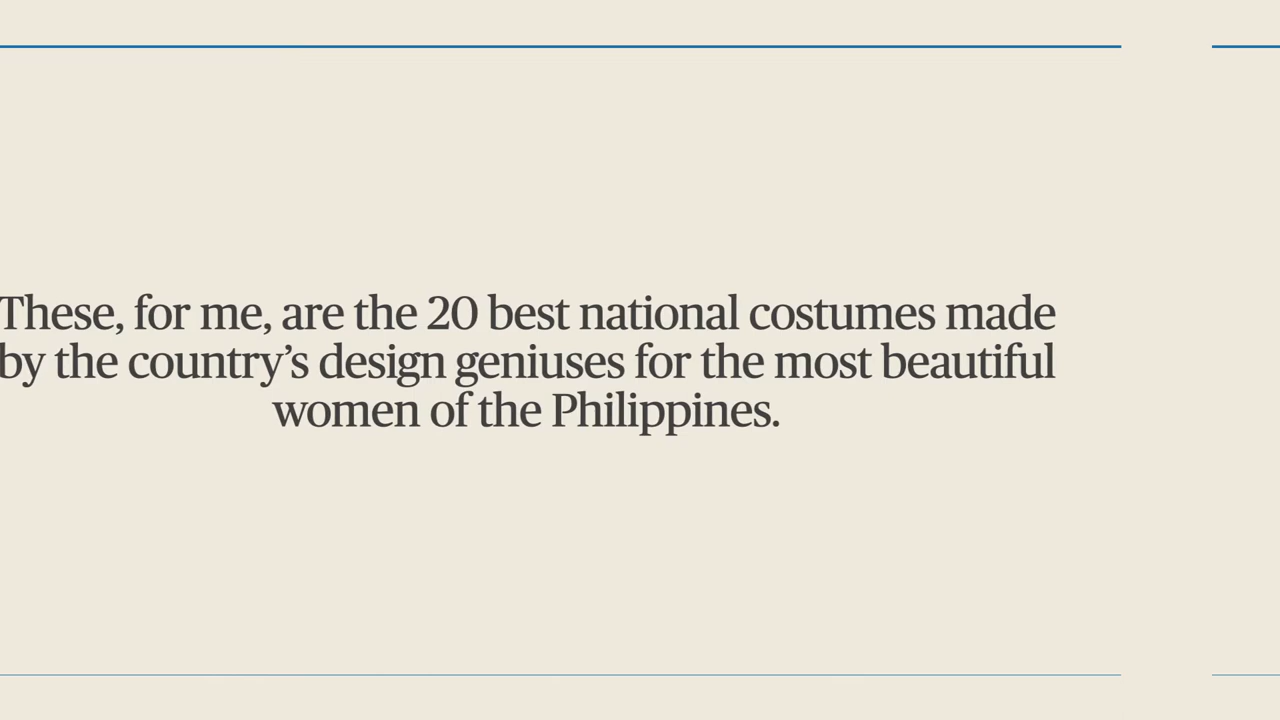 These, for me, are the 20 best national costumes made
by the country’s design geniuses for the most beautiful
women of the Philippines.